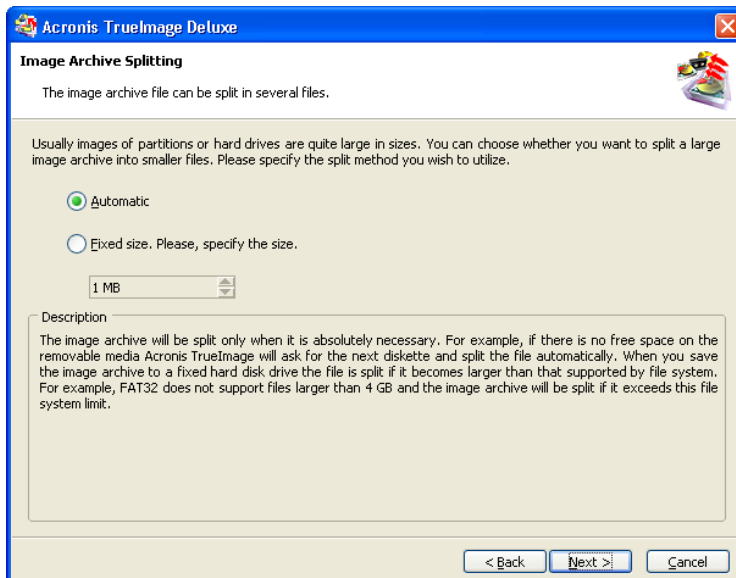 Acronis TrueImage Deluxe
Image Archive Splitting
The image archive file can be split in several files.
Usually images of partitions or hard drives are quite large in sizes. You can choose whether you want to split a large
image archive into smaller files. Please specify the split method you wish to utilize.
Automatic
Fixed size. Please, specify the size.
1 MB
Description
The image archive will be split only when it is absolutely necessary. For example, if there is no free space on the
removable media Acronis TrueImage will ask for the next diskette and split the file automatically. When you save
the image archive to a fixed hard disk drive the file is split if it becomes larger than that supported by file system.
For example, FAT32 does not support files larger than 4 GB and the image archive will be split if it exceeds this file
system limit.
< Back
Next >
Cancel